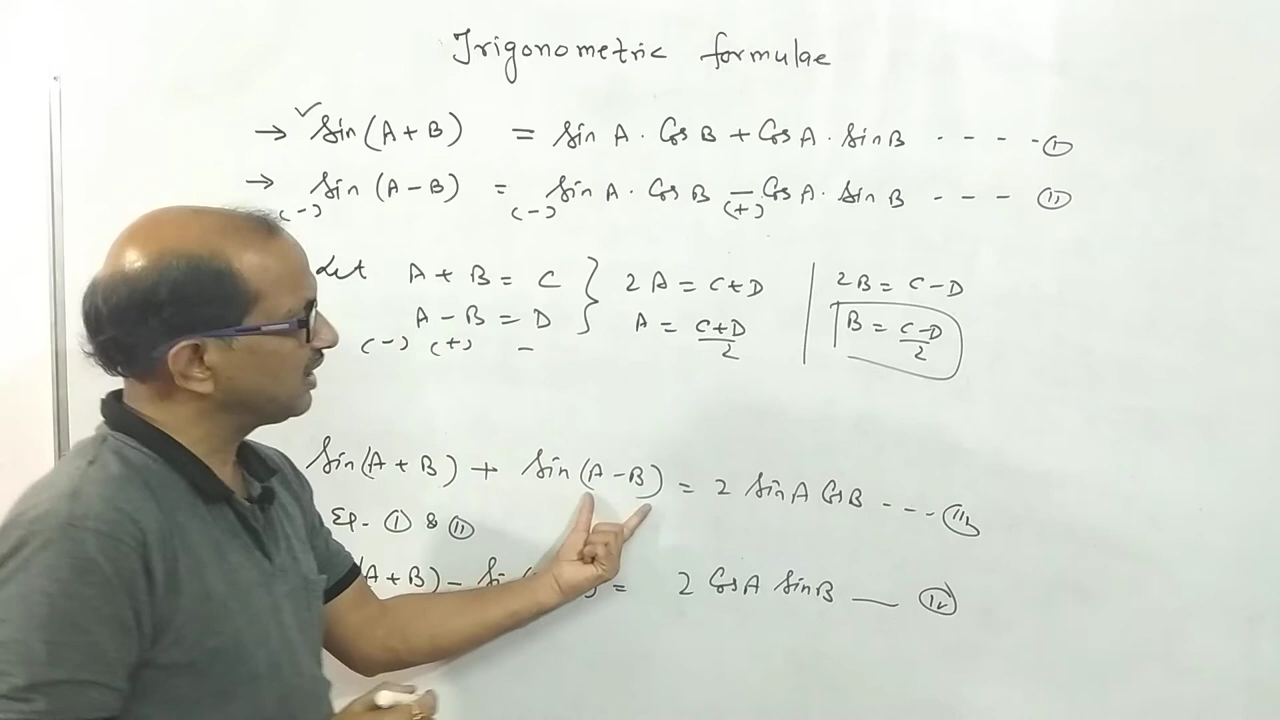 Trigonometric formulae
→ ✓ Sin (A + B) = Sin A . Cos B + Cos A . Sin B - - - - (I)
→ Sin (A - B) = Sin A . Cos B - Cos A . Sin B - - - (II)
(-) (-) (+)
Let A + B = C } 2A = C + D | 2B = C - D
A - B = D A = C+D/2 | B = C-D/2
(-) (+) -
Sin (A + B) + Sin (A - B) = 2 Sin A Cos B - - - (III)
Eq. (I) & (II)
(A + B) - = 2 Cos A Sin B — (IV)